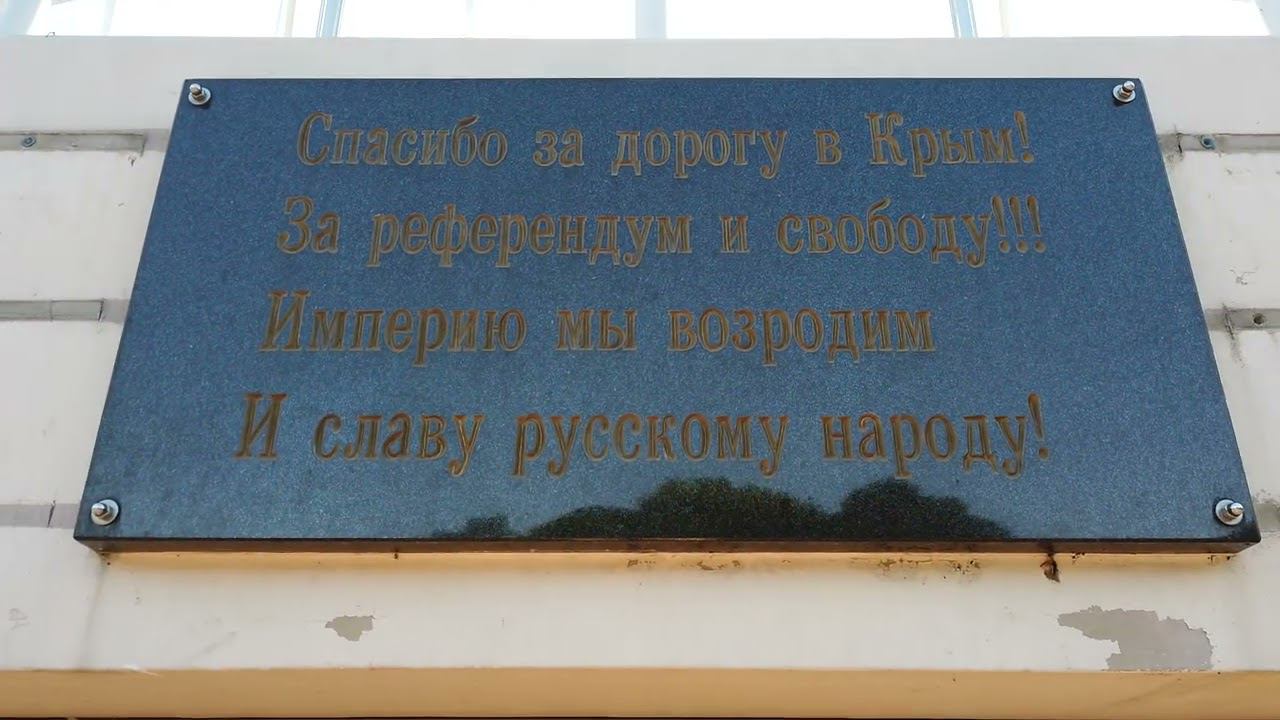 Спасибо за дорогу в Крым!
За референдум и свободу!!!
Империю мы возродим
И славу русскому народу!